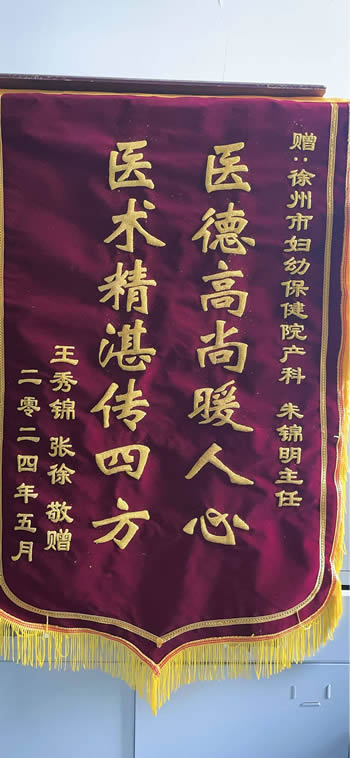 赠:徐州市妇幼保健院产科 朱锦明主任
医德高尚暖人心
医术精湛传四方
王秀锦 张徐 敬赠
二零二四年五月